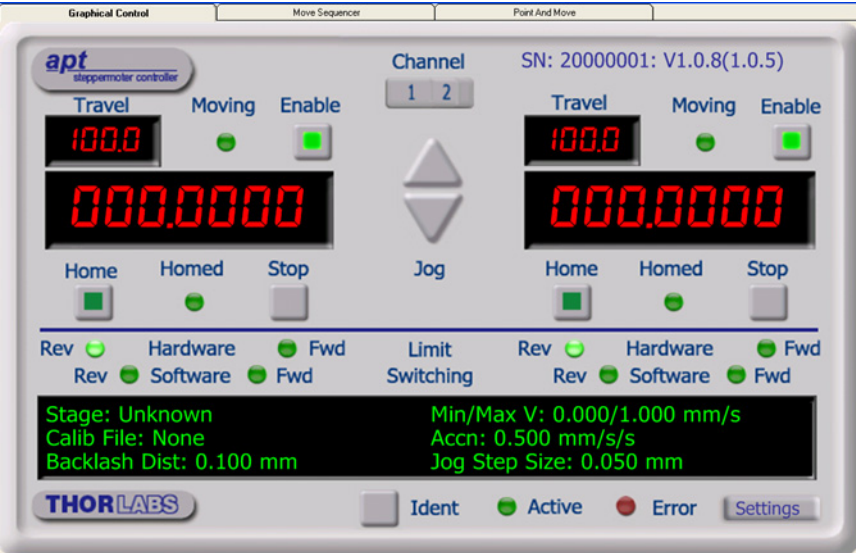 Graphical Control Move Sequencer Point And Move
apt
steppermoter controller
Channel
SN: 20000001: V1.0.8(1.0.5)
1 2
Travel Moving Enable
Travel Moving Enable
100.0
100.0
000.0000
000.0000
Home Homed Stop
Jog
Home Homed Stop
Rev Hardware Fwd
Rev Software Fwd
Limit
Switching
Rev Hardware Fwd
Rev Software Fwd
Stage: Unknown
Calib File: None
Backlash Dist: 0.100 mm
Min/Max V: 0.000/1.000 mm/s
Accn: 0.500 mm/s/s
Jog Step Size: 0.050 mm
THORLABS
Ident Active Error Settings